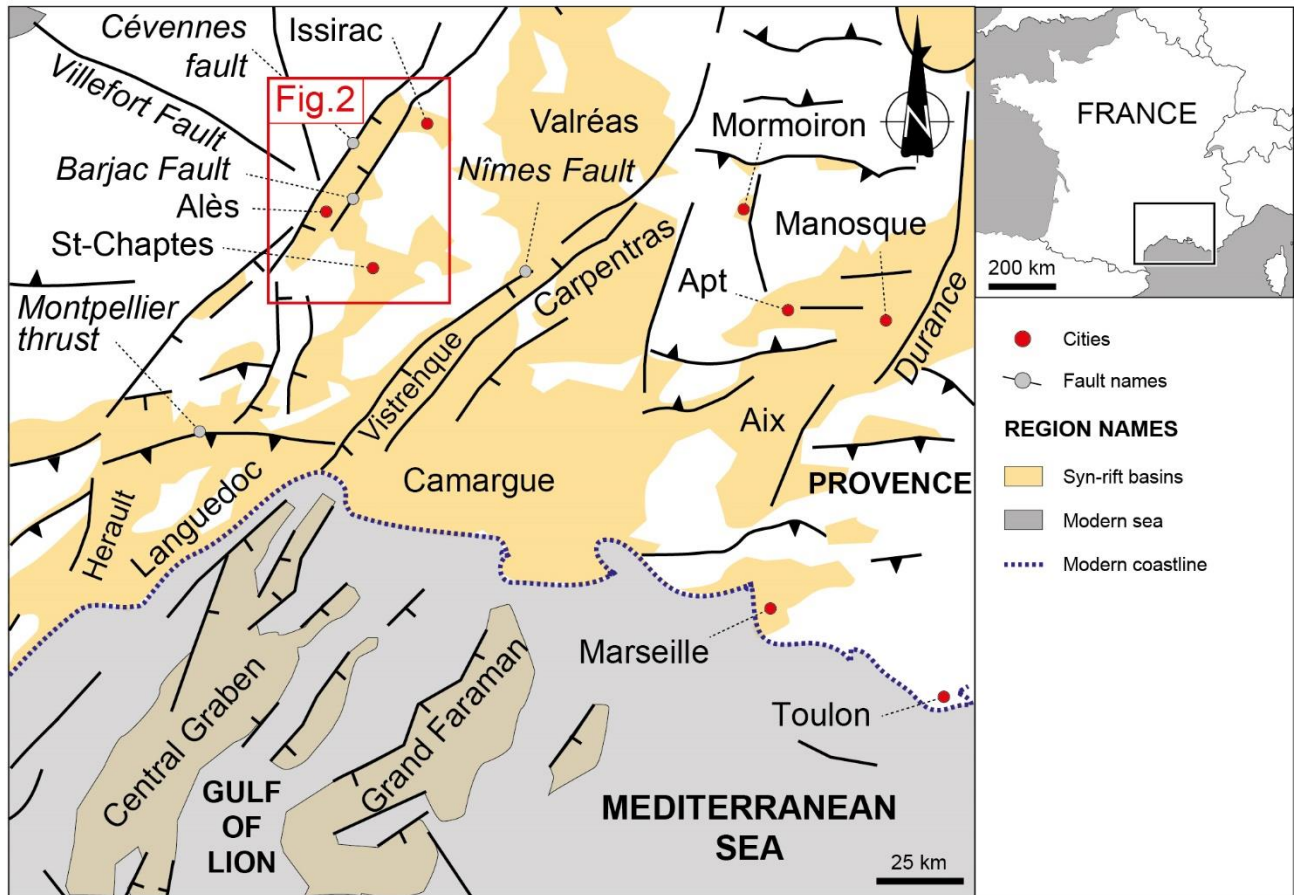 Cévennes
fault
Issirac
Villefort Fault
Fig.2
Valréas
Mormoiron
Barjac Fault
Nîmes Fault
Alès
Manosque
St-Chaptes
Carpentras
Apt
Montpellier
thrust
Durance
Vistrenque
Aix
Camargue
PROVENCE
Herault
Languedoc
Marseille
Toulon
Central Graben
Grand Faraman
GULF
OF
LION
MEDITERRANEAN
SEA
25 km
N
FRANCE
200 km
Cities
Fault names
REGION NAMES
Syn-rift basins
Modern sea
Modern coastline